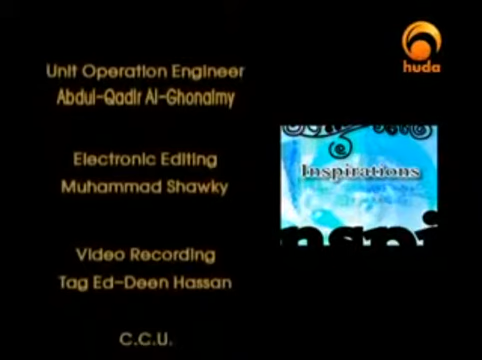 huda
Unit Operation Engineer
Abdul-Qadir Al-Ghonaimy
Electronic Editing
Muhammad Shawky
Inspirations
nspi
Video Recording
Tag Ed-Deen Hassan
C.C.U.